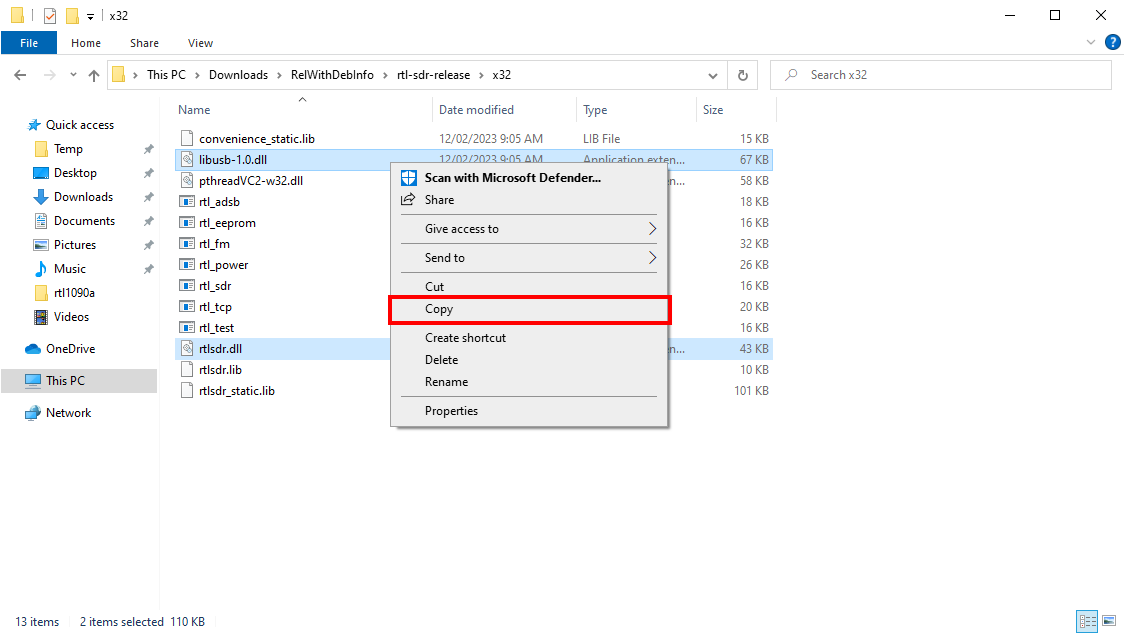 x32
File Home Share View
This PC > Downloads > RelWithDebInfo > rtl-sdr-release > x32
Search x32
Name Date modified Type Size
Quick access
Temp
Desktop
Downloads
Documents
Pictures
Music
rtl1090a
Videos
OneDrive
This PC
Network
convenience_static.lib 12/02/2023 9:05 AM LIB File 15 KB
libusb-1.0.dll 12/02/2023 9:05 AM Application exten... 67 KB
pthreadVC2-w32.dll en... 58 KB
rtl_adsb 18 KB
rtl_eeprom 16 KB
rtl_fm 32 KB
rtl_power 26 KB
rtl_sdr 16 KB
rtl_tcp 20 KB
rtl_test 16 KB
rtlsdr.dll en... 43 KB
rtlsdr.lib 10 KB
rtlsdr_static.lib 101 KB
Scan with Microsoft Defender...
Share
Give access to
Send to
Cut
Copy
Create shortcut
Delete
Rename
Properties
13 items 2 items selected 110 KB